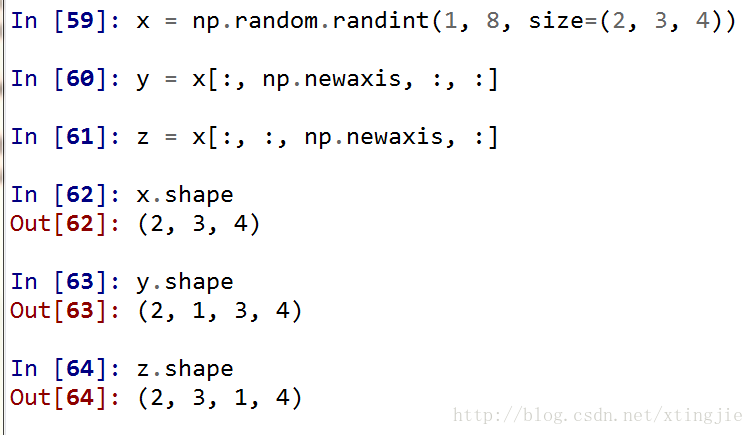 In [59]: x = np.random.randint(1, 8, size=(2, 3, 4))
In [60]: y = x[:, np.newaxis, :, :]
In [61]: z = x[:, :, np.newaxis, :]
In [62]: x.shape
Out[62]: (2, 3, 4)
In [63]: y.shape
Out[63]: (2, 1, 3, 4)
In [64]: z.shape
Out[64]: (2, 3, 1, 4)
http://blog.csdn.net/xtingjie